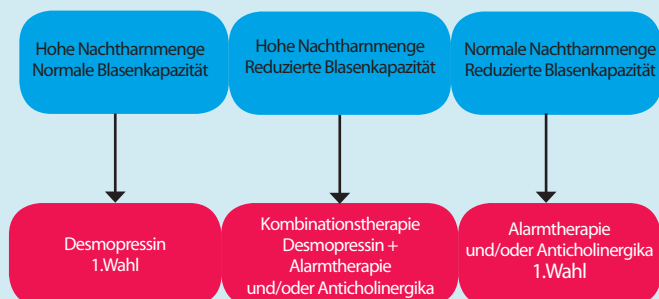 Hohe Nachtharnmenge
Normale Blasenkapazität
Hohe Nachtharnmenge
Reduzierte Blasenkapazität
Normale Nachtharnmenge
Reduzierte Blasenkapazität
Desmopressin
1.Wahl
Kombinationstherapie
Desmopressin +
Alarmtherapie
und/oder Anticholinergika
Alarmtherapie
und/oder Anticholinergika
1.Wahl